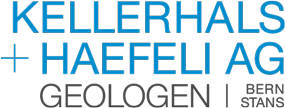 KELLERHALS
+ HAEFELI AG
GEOLOGEN | BERN
STANS